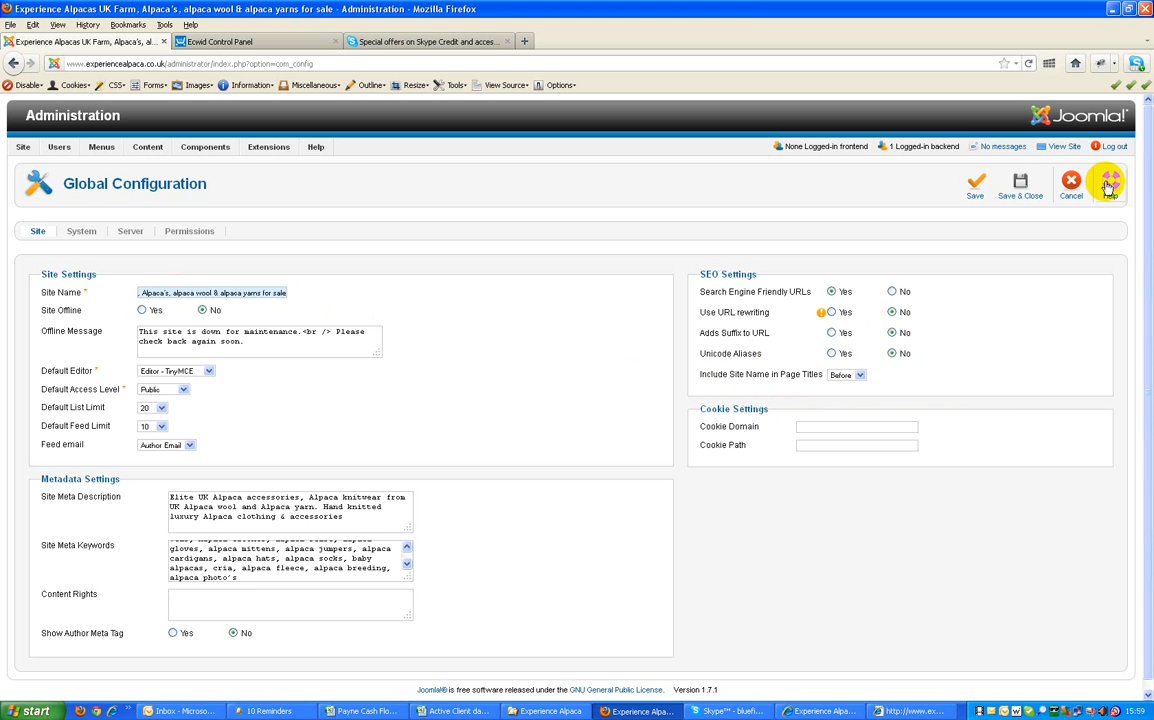 Experience Alpacas UK Farm, Alpaca's, alpaca wool & alpaca yarns for sale - Administration - Mozilla Firefox
File Edit View History Bookmarks Tools Help
Experience Alpacas UK Farm, Alpaca's, al...
Ecwid Control Panel
Special offers on Skype Credit and acces...
www.experiencealpaca.co.uk/administrator/index.php?option=com_config
Disable Cookies CSS Forms Images Information Miscellaneous Outline Resize Tools View Source Options
Administration
Joomla!
Site Users Menus Content Components Extensions Help
None Logged-in frontend 1 Logged-in backend No messages View Site Log out
Global Configuration
Save Save & Close Cancel Help
Site System Server Permissions
Site Settings
Site Name * , Alpaca's, alpaca wool & alpaca yarns for sale
Site Offline Yes No
Offline Message This site is down for maintenance.<br /> Please
check back again soon.
Default Editor * Editor - TinyMCE
Default Access Level * Public
Default List Limit 20
Default Feed Limit 10
Feed email Author Email
SEO Settings
Search Engine Friendly URLs Yes No
Use URL rewriting Yes No
Adds Suffix to URL Yes No
Unicode Aliases Yes No
Include Site Name in Page Titles Before
Cookie Settings
Cookie Domain
Cookie Path
Metadata Settings
Site Meta Description Elite UK Alpaca accessories, Alpaca knitwear from
UK Alpaca wool and Alpaca yarn. Hand knitted
luxury Alpaca clothing & accessories
Site Meta Keywords
gloves, alpaca mittens, alpaca jumpers, alpaca
cardigans, alpaca hats, alpaca socks, baby
alpacas, cria, alpaca fleece, alpaca breeding,
alpaca photo's
Content Rights
Show Author Meta Tag Yes No
Joomla!® is free software released under the GNU General Public License. Version 1.7.1
start Inbox - Microso... 10 Reminders Payne Cash Flo... Active Client da... Experience Alpaca Experience Alpa... Skype™ - bluefi... Experience Alpa... http://www.ex... 15:59